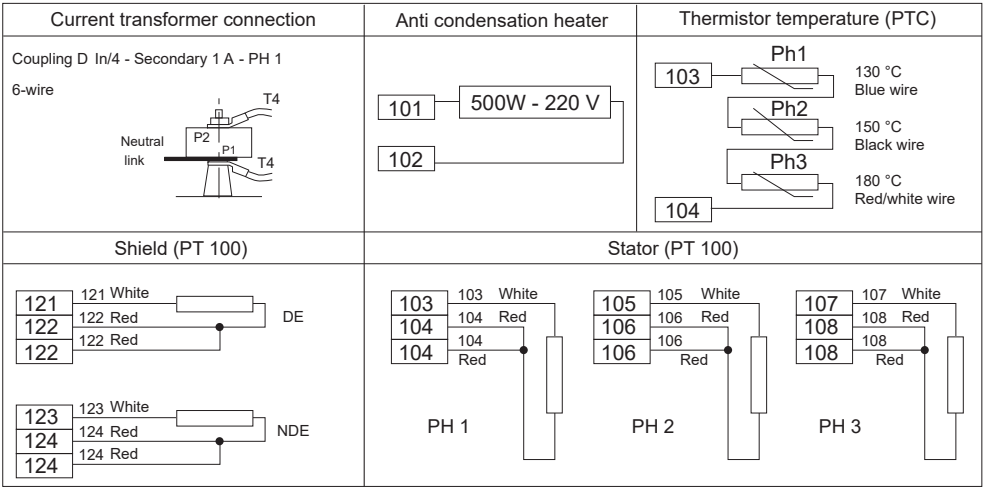 Current transformer connection
Coupling D In/4 - Secondary 1 A - PH 1
6-wire
T4
P2
Neutral
P1
link
T4
Anti condensation heater
101
500W - 220 V
102
Thermistor temperature (PTC)
Ph1
103
130 °C
Blue wire
Ph2
150 °C
Black wire
Ph3
180 °C
Red/white wire
104
Shield (PT 100)
121 121 White
122 122 Red DE
122 122 Red
123 123 White
124 124 Red NDE
124 124 Red
Stator (PT 100)
103 103 White
104 104 Red
104 104
Red
PH 1
105 105 White
106 106 Red
106 106
Red
PH 2
107 107 White
108 108 Red
108 108
Red
PH 3